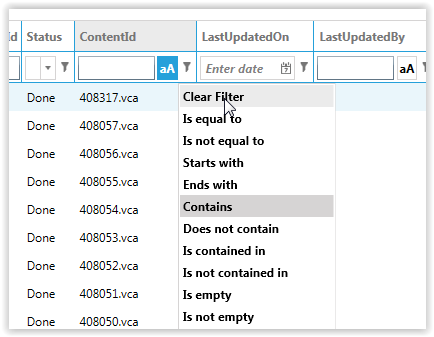 Id Status ContentId LastUpdatedOn LastUpdatedBy
aA Enter date aA
Done 408317.vca Clear Filter
Done 408057.vca Is equal to
Is not equal to
Done 408056.vca Starts with
Done 408055.vca Ends with
Done 408054.vca Contains
Done 408053.vca Does not contain
Done 408052.vca Is contained in
Is not contained in
Done 408051.vca Is empty
Done 408050.vca Is not empty